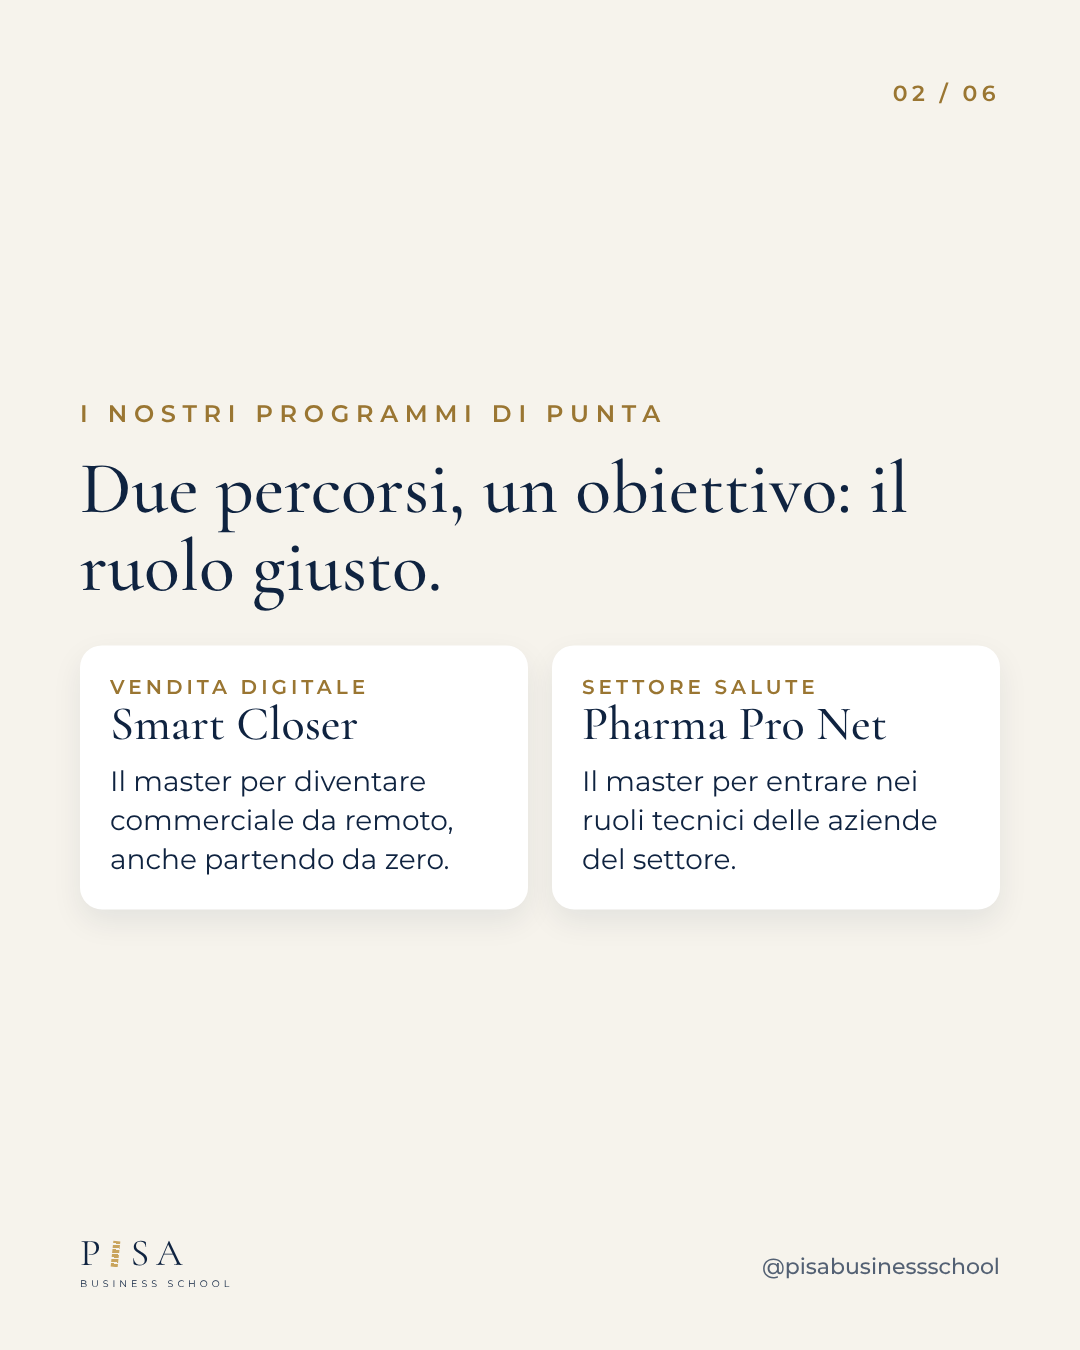 02 / 06
I NOSTRI PROGRAMMI DI PUNTA
Due percorsi, un obiettivo: il
ruolo giusto.
VENDITA DIGITALE
Smart Closer
Il master per diventare
commerciale da remoto,
anche partendo da zero.
SETTORE SALUTE
Pharma Pro Net
Il master per entrare nei
ruoli tecnici delle aziende
del settore.
PISA
BUSINESS SCHOOL
@pisabusinessschool